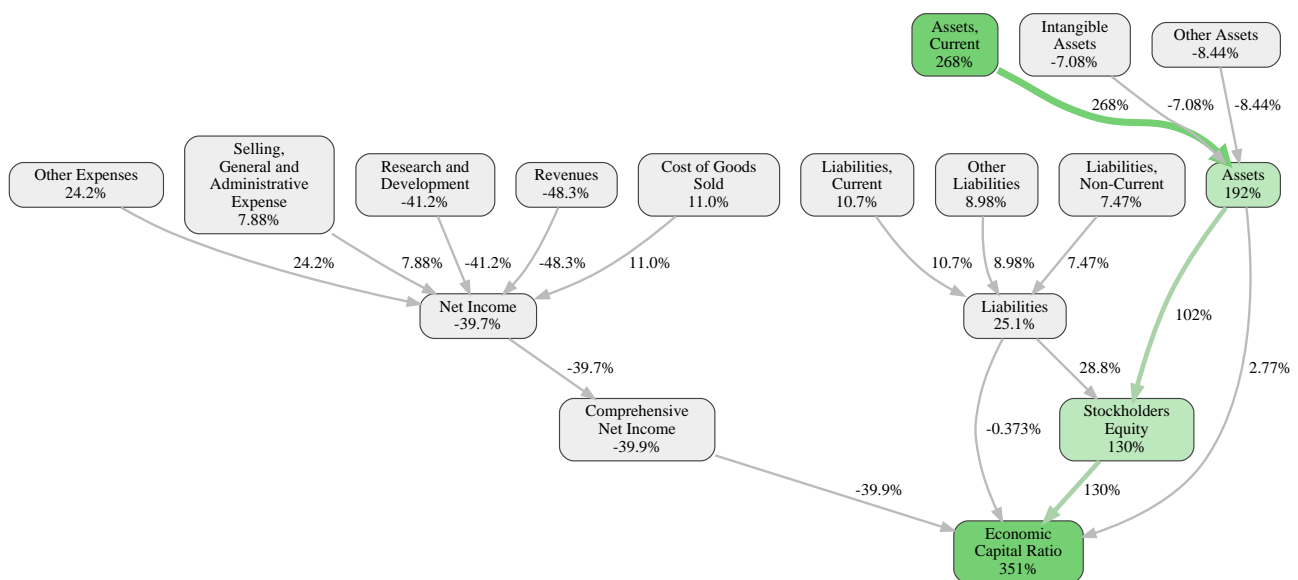 Assets,
Current
268%
Intangible
Assets
-7.08%
Other Assets
-8.44%
268%
-7.08%
-8.44%
Other Expenses
24.2%
Selling,
General and
Administrative
Expense
7.88%
Research and
Development
-41.2%
Revenues
-48.3%
Cost of Goods
Sold
11.0%
Liabilities,
Current
10.7%
Other
Liabilities
8.98%
Liabilities,
Non-Current
7.47%
Assets
192%
24.2%
7.88%
-41.2%
-48.3%
11.0%
10.7%
8.98%
7.47%
Net Income
-39.7%
Liabilities
25.1%
102%
-39.7%
28.8%
2.77%
Comprehensive
Net Income
-39.9%
-0.373%
Stockholders
Equity
130%
-39.9%
130%
Economic
Capital Ratio
351%